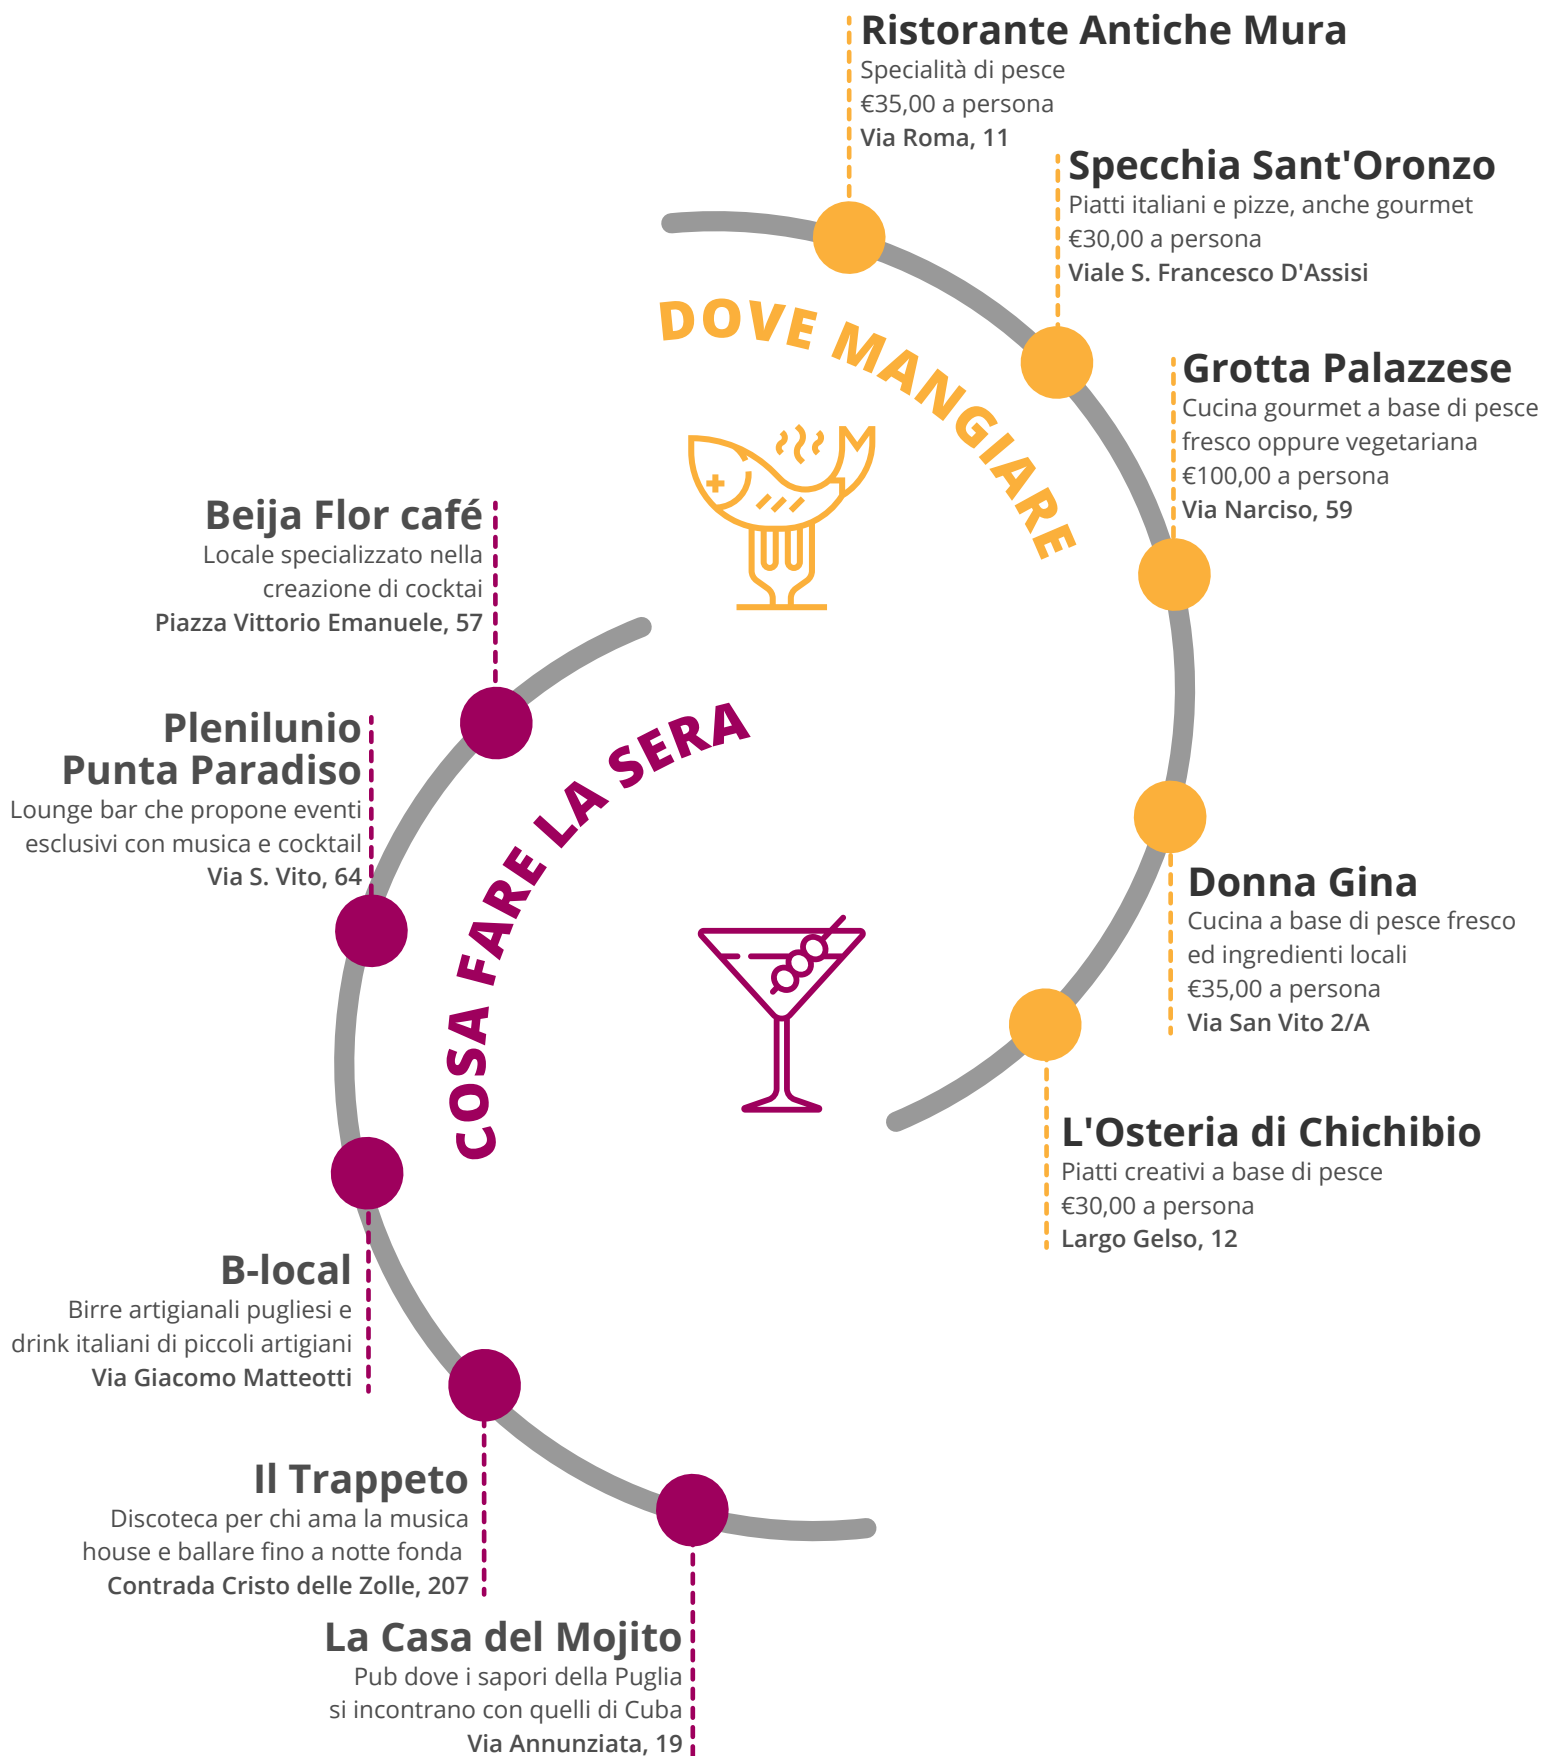 Ristorante Antiche Mura
Specialità di pesce
€35,00 a persona
Via Roma, 11
Specchia Sant'Oronzo
Piatti italiani e pizze, anche gourmet
€30,00 a persona
Viale S. Francesco D'Assisi
DOVE MANGIARE
Grotta Palazzese
Cucina gourmet a base di pesce
fresco oppure vegetariana
€100,00 a persona
Via Narciso, 59
Donna Gina
Cucina a base di pesce fresco
ed ingredienti locali
€35,00 a persona
Via San Vito 2/A
L'Osteria di Chichibio
Piatti creativi a base di pesce
€30,00 a persona
Largo Gelso, 12
Beija Flor café
Locale specializzato nella
creazione di cocktai
Piazza Vittorio Emanuele, 57
COSA FARE LA SERA
Plenilunio
Punta Paradiso
Lounge bar che propone eventi
esclusivi con musica e cocktail
Via S. Vito, 64
B-local
Birre artigianali pugliesi e
drink italiani di piccoli artigiani
Via Giacomo Matteotti
Il Trappeto
Discoteca per chi ama la musica
house e ballare fino a notte fonda
Contrada Cristo delle Zolle, 207
La Casa del Mojito
Pub dove i sapori della Puglia
si incontrano con quelli di Cuba
Via Annunziata, 19